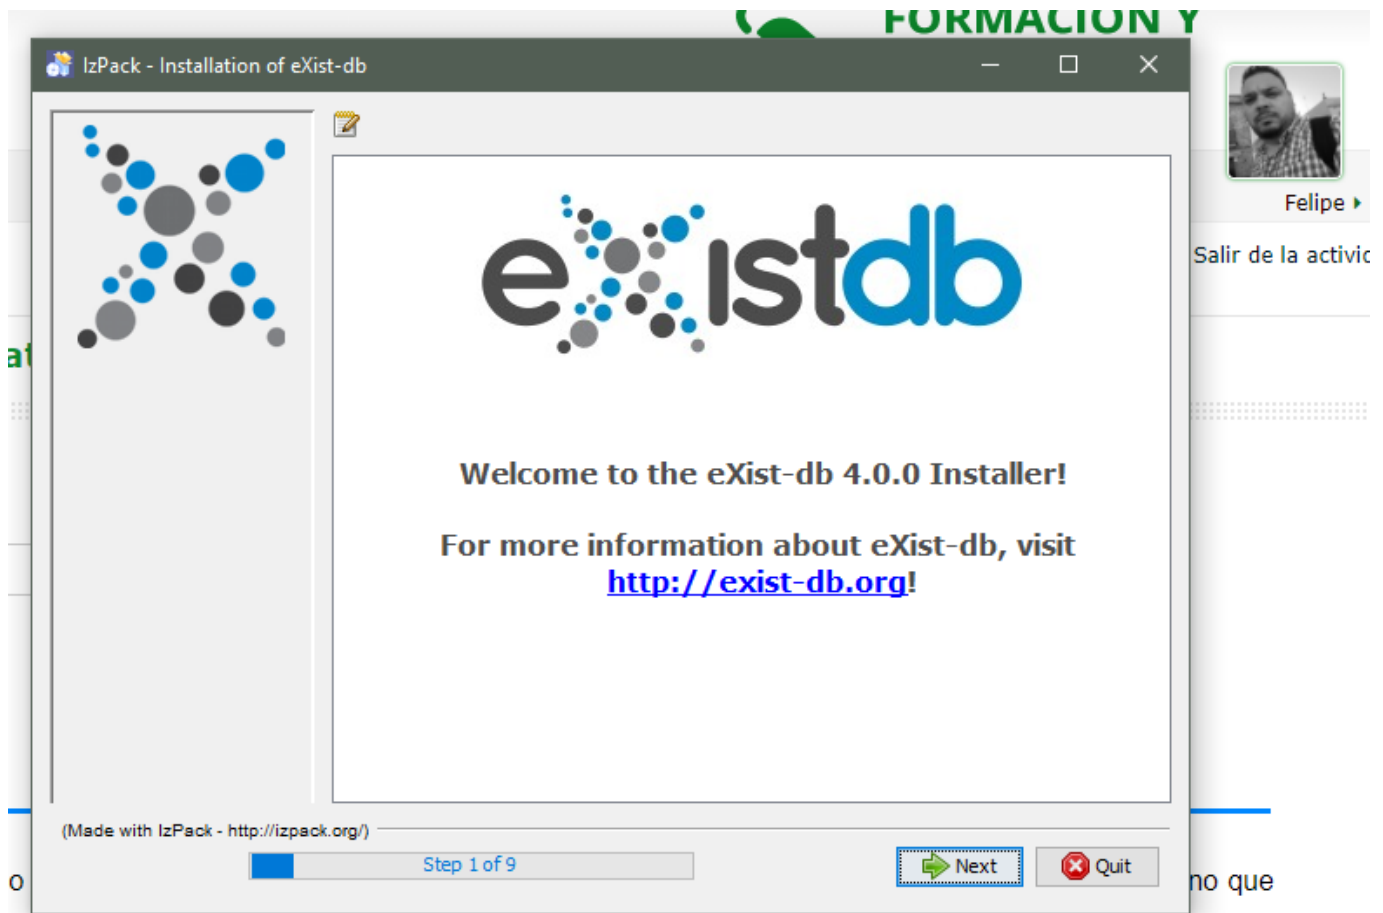 FORMACIÓN Y
IzPack - Installation of eXist-db
Felipe
Salir de la activid
eXistdb
Welcome to the eXist-db 4.0.0 Installer!
For more information about eXist-db, visit
http://exist-db.org!
(Made with IzPack - http://izpack.org/)
Step 1 of 9
Next
Quit
o
no que